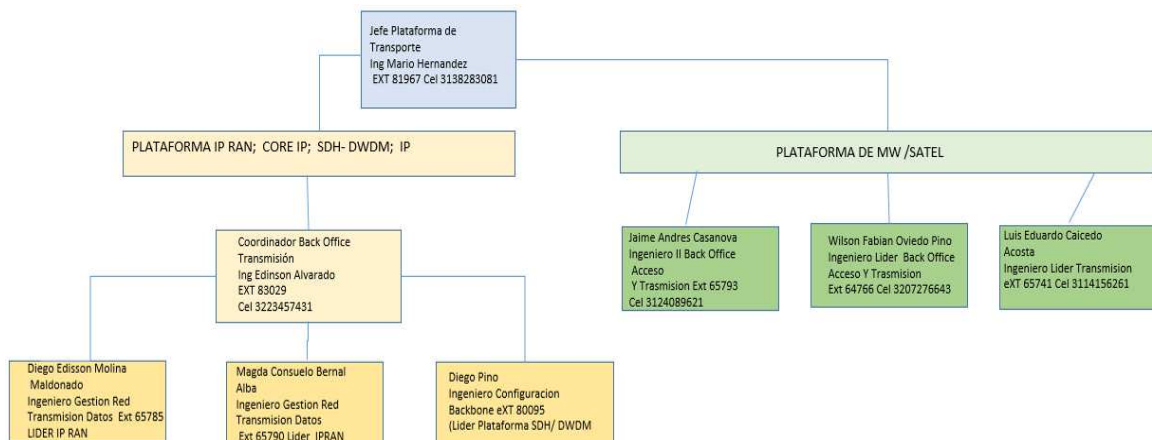 Jefe Plataforma de
Transporte
Ing Mario Hernandez
EXT 81967 Cel 3138283081
PLATAFORMA IP RAN; CORE IP; SDH- DWDM; IP
PLATAFORMA DE MW /SATEL
Coordinador Back Office
Transmisión
Ing Edinson Alvarado
EXT 83029
Cel 3223457431
Jaime Andres Casanova
Ingeniero II Back Office
Acceso
Y Trasmision Ext 65793
Cel 3124089621
Wilson Fabian Oviedo Pino
Ingeniero Lider Back Office
Acceso Y Trasmision
Ext 64766 Cel 3207276643
Luis Eduardo Caicedo
Acosta
Ingeniero Lider Transmision
eXT 65741 Cel 3114156261
Diego Edisson Molina
Maldonado
Ingeniero Gestion Red
Transmision Datos Ext 65785
LIDER IP RAN
Magda Consuelo Bernal
Alba
Ingeniero Gestion Red
Transmision Datos
Ext 65790 Lider IPRAN
Diego Pino
Ingeniero Configuracion
Backbone eXT 80095
(Lider Plataforma SDH/ DWDM